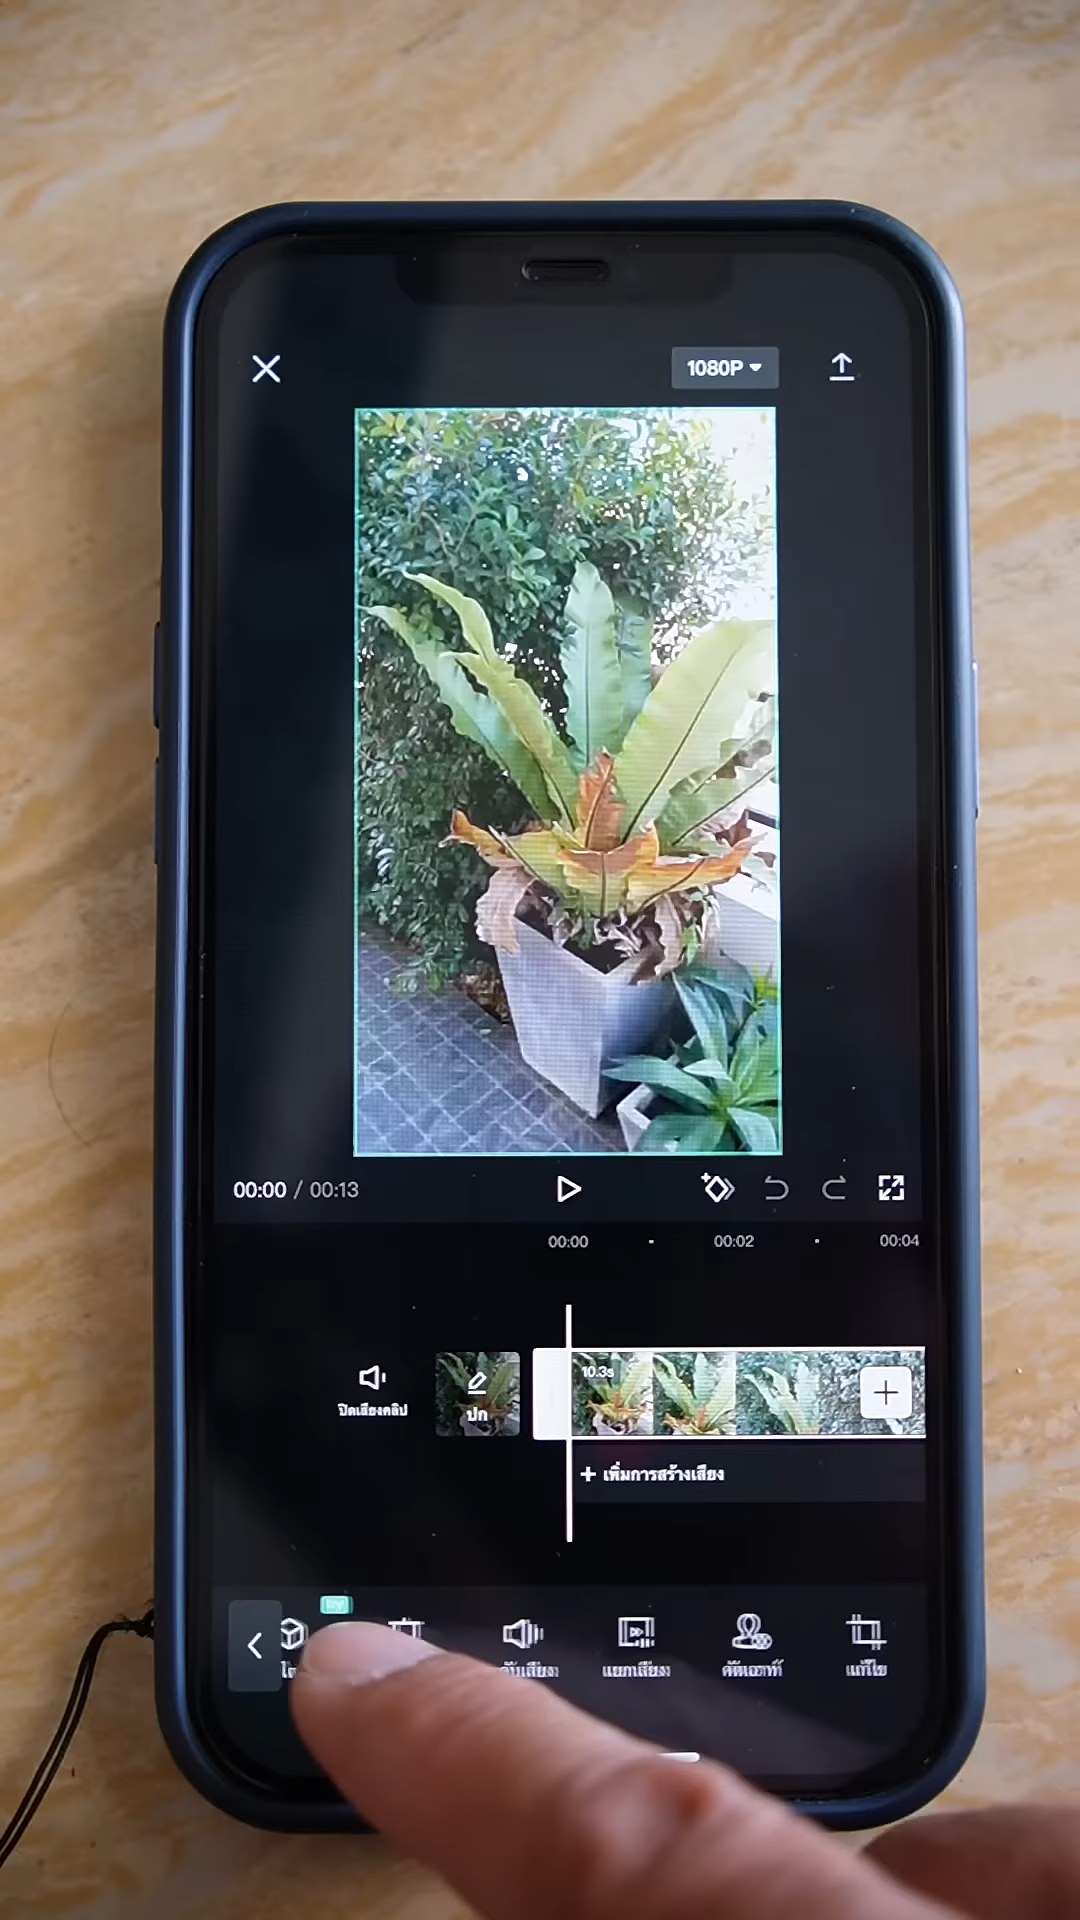 1080P
00:00 / 00:13
00:00
00:02
00:04
10.3s
ปิดเสียงคลิป
ปก
+ เพิ่มการสร้างเสียง
แยกเสียง
คัตเอาท์
แก้ไข